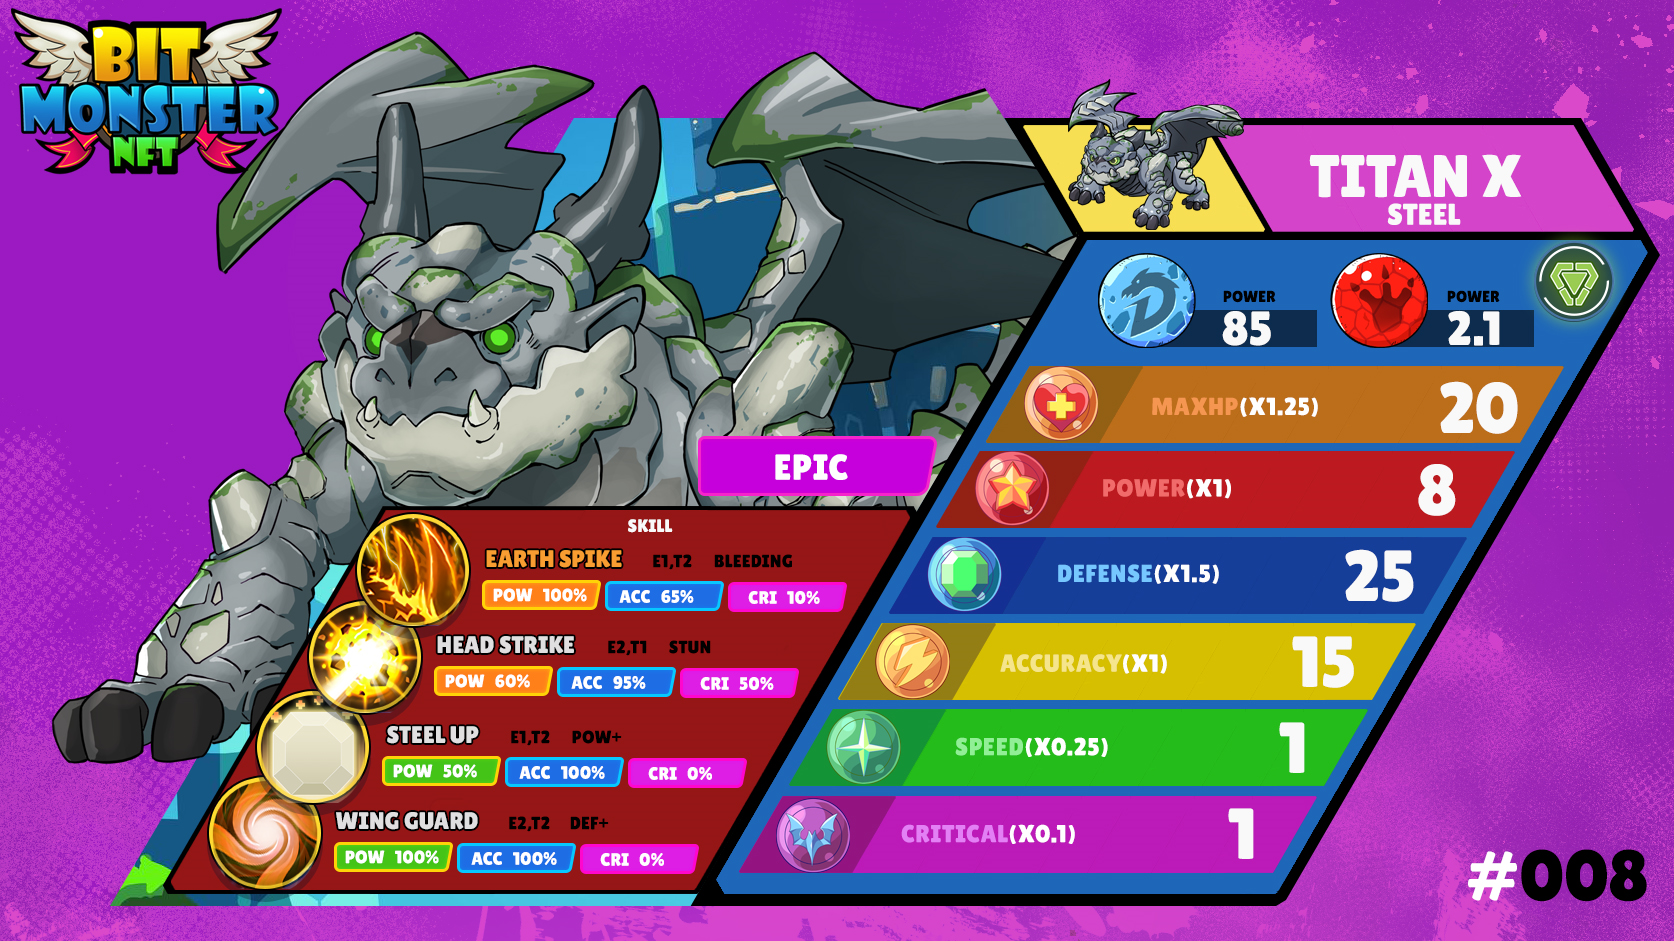 BIT
MONSTER
NFT
TITAN X
STEEL
POWER
85
POWER
2.1
MAXHP(X1.25) 20
POWER(X1) 8
DEFENSE(X1.5) 25
ACCURACY(X1) 15
SPEED(X0.25) 1
CRITICAL(X0.1) 1
EPIC
SKILL
EARTH SPIKE E1,T2 BLEEDING
POW 100% ACC 65% CRI 10%
HEAD STRIKE E2,T1 STUN
POW 60% ACC 95% CRI 50%
STEEL UP E1,T2 POW+
POW 50% ACC 100% CRI 0%
WING GUARD E2,T2 DEF+
POW 100% ACC 100% CRI 0%
#008